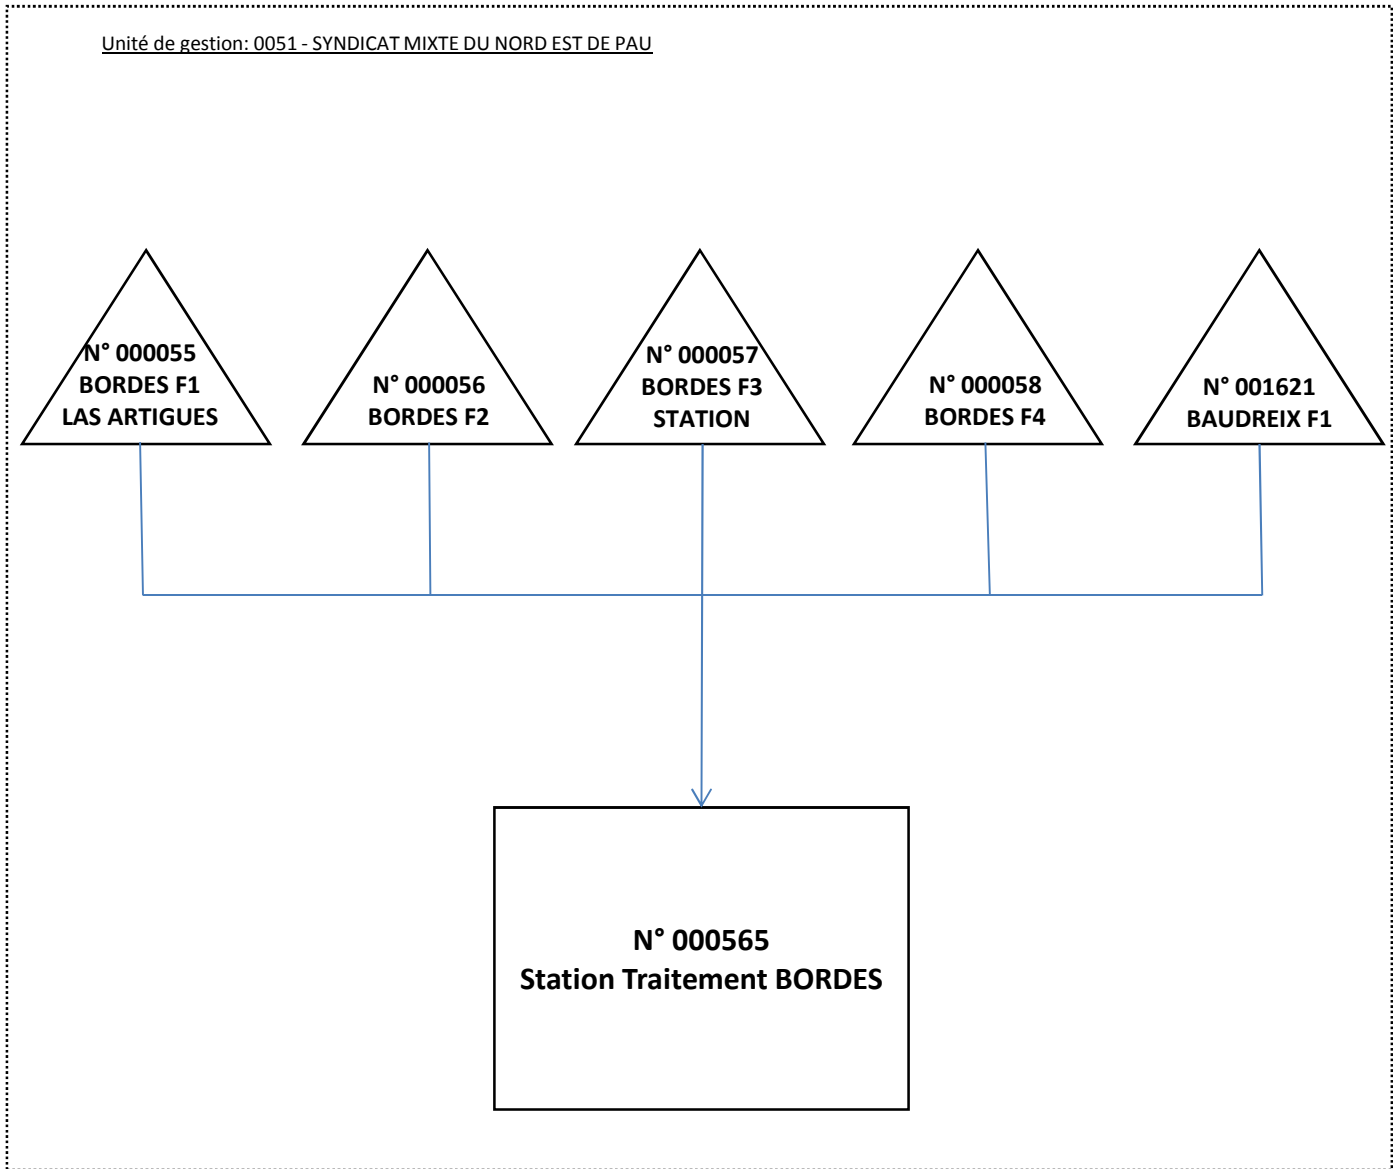 Unité de gestion: 0051 - SYNDICAT MIXTE DU NORD EST DE PAU
N° 000055
BORDES F1
LAS ARTIGUES
N° 000056
BORDES F2
N° 000057
BORDES F3
STATION
N° 000058
BORDES F4
N° 001621
BAUDREIX F1
N° 000565
Station Traitement BORDES